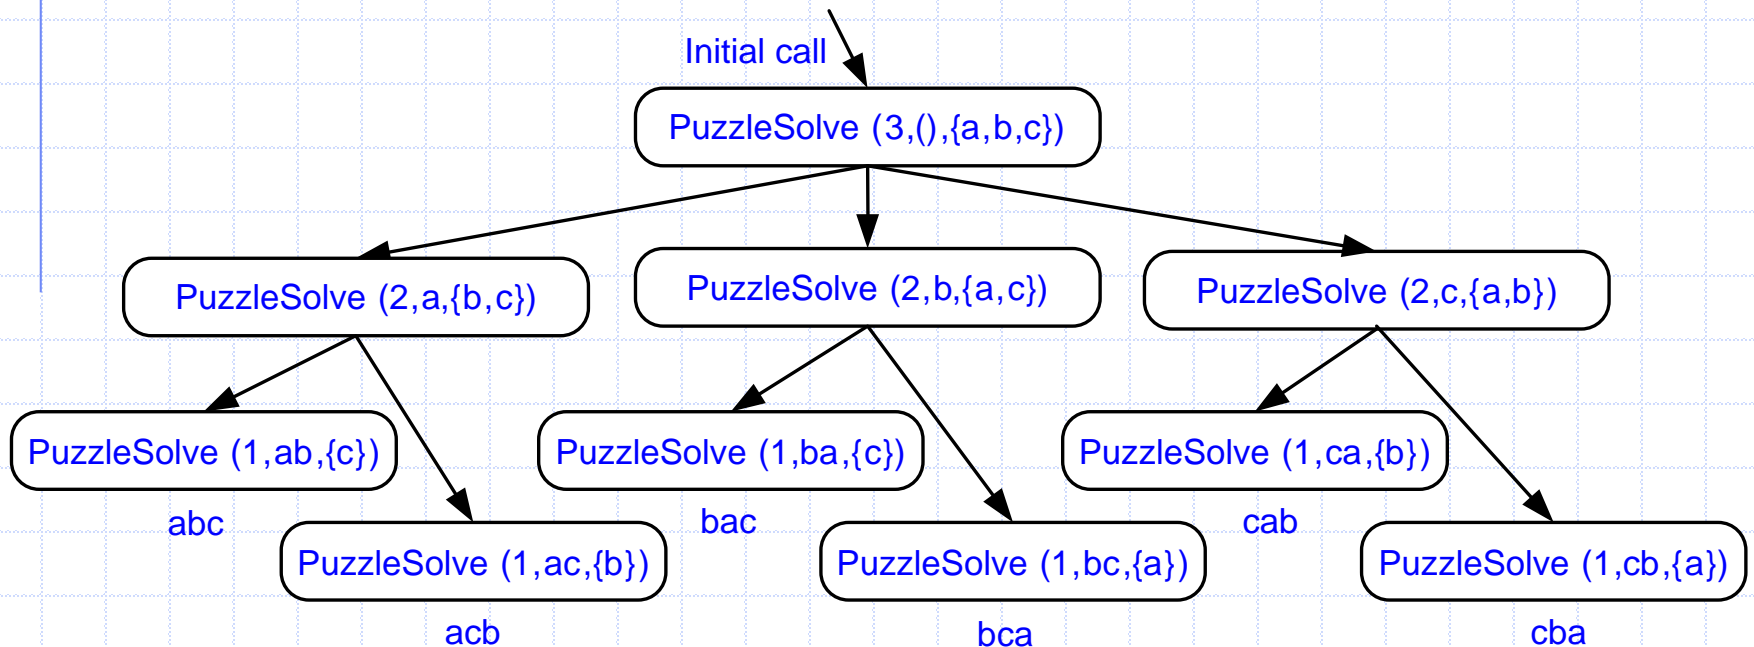 Initial call
PuzzleSolve (3,(),{a,b,c})
PuzzleSolve (2,a,{b,c})
PuzzleSolve (2,b,{a,c})
PuzzleSolve (2,c,{a,b})
PuzzleSolve (1,ab,{c})
PuzzleSolve (1,ba,{c})
PuzzleSolve (1,ca,{b})
abc
bac
cab
PuzzleSolve (1,ac,{b})
PuzzleSolve (1,bc,{a})
PuzzleSolve (1,cb,{a})
acb
bca
cba